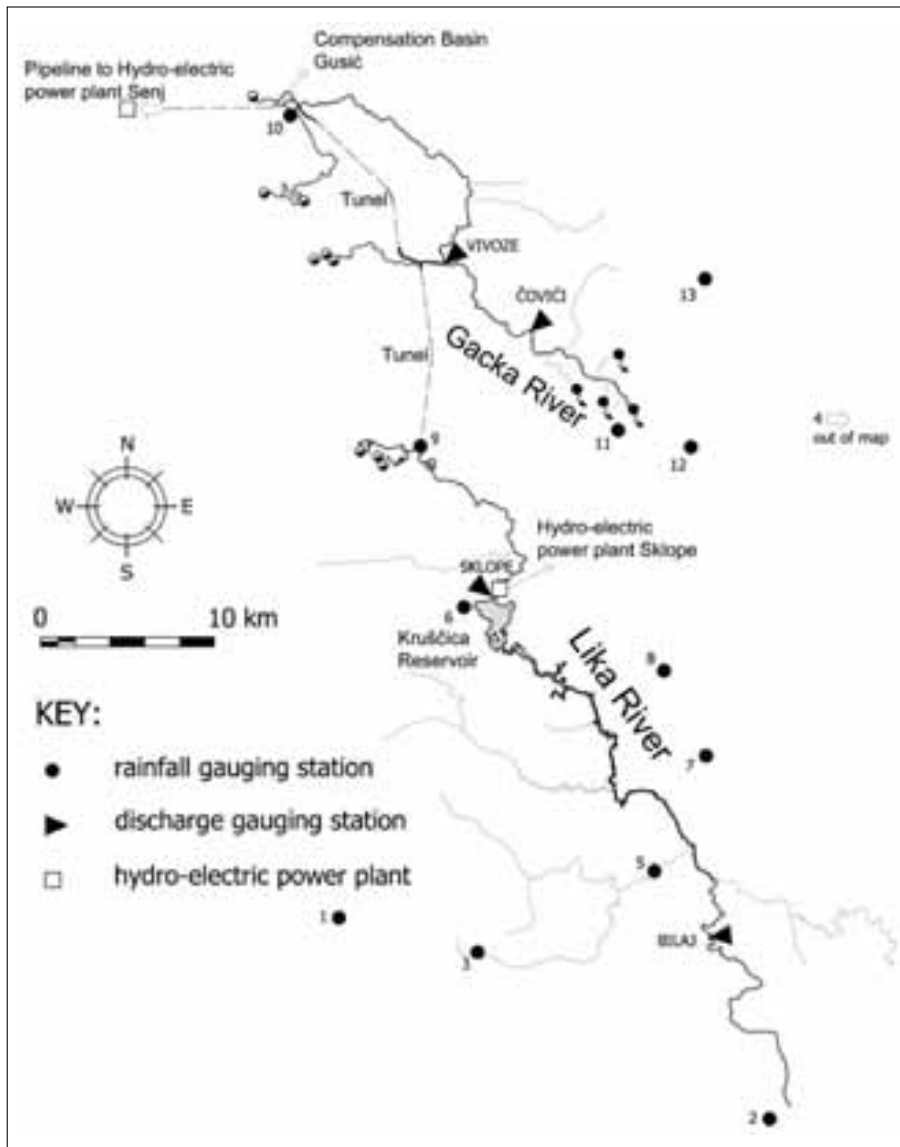 Compensation Basin
Gusić
Pipeline to Hydro-electric
power plant Senj
10
Tunel
VIVOZE
ČOVIĆI
13
Gacka River
Tunel
4
out of map
9
11
12
N
W
E
S
Hydro-electric
power plant Sklope
SKLOPE
6
0 10 km
Kruščica
Reservoir
Lika River
8
7
KEY:
rainfall gauging station
discharge gauging station
hydro-electric power plant
5
1
BILAJ
3
2